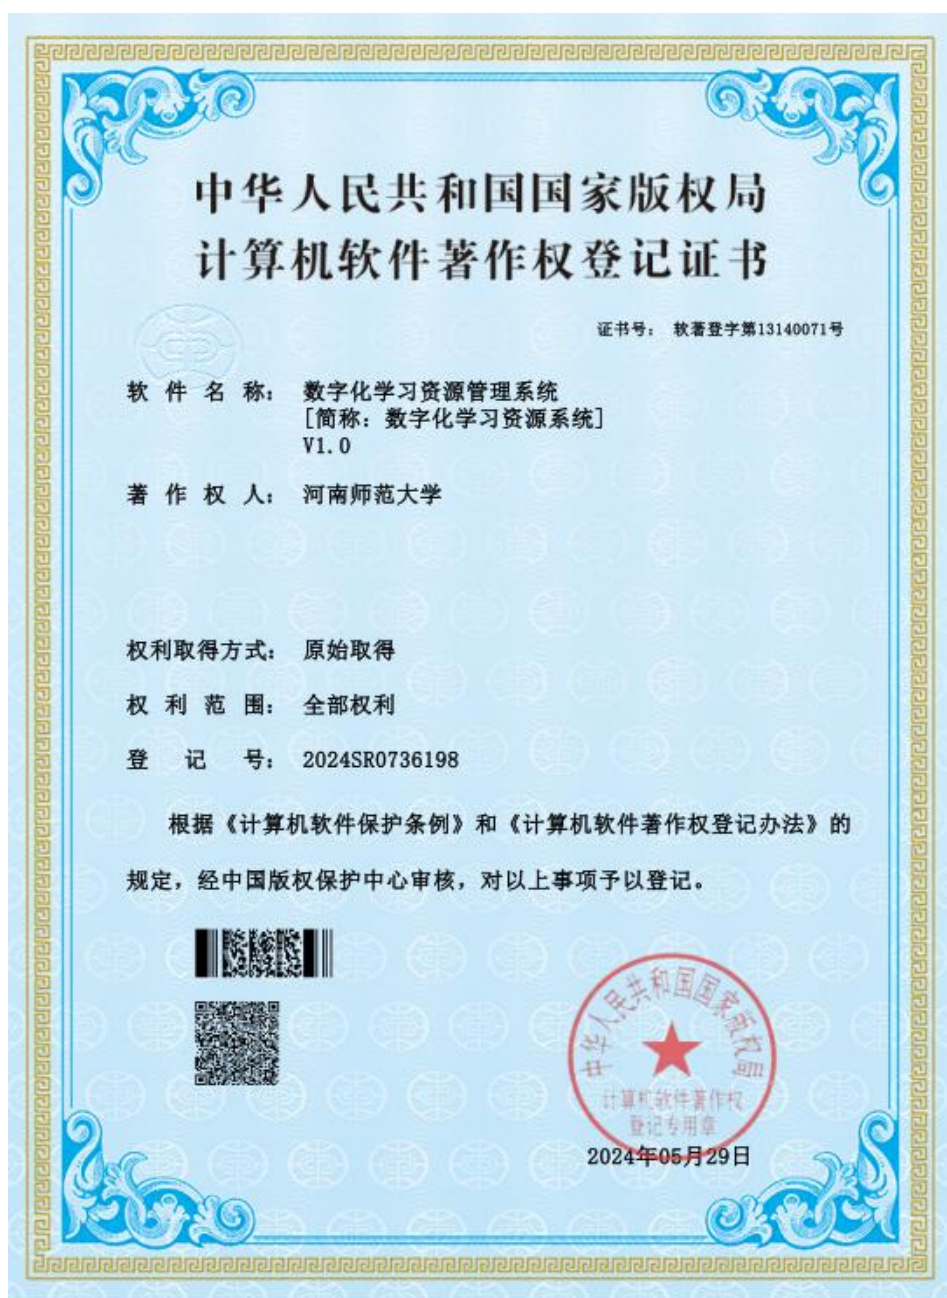 中华人民共和国国家版权局
计算机软件著作权登记证书
证书号： 软著登字第13140071号
软件名称： 数字化学习资源管理系统
[简称：数字化学习资源系统]
V1.0
著作权人： 河南师范大学
权利取得方式： 原始取得
权利范围： 全部权利
登记号： 2024SR0736198
根据《计算机软件保护条例》和《计算机软件著作权登记办法》的
规定，经中国版权保护中心审核，对以上事项予以登记。
中华人民共和国国家版权局
计算机软件著作权
登记专用章
2024年05月29日